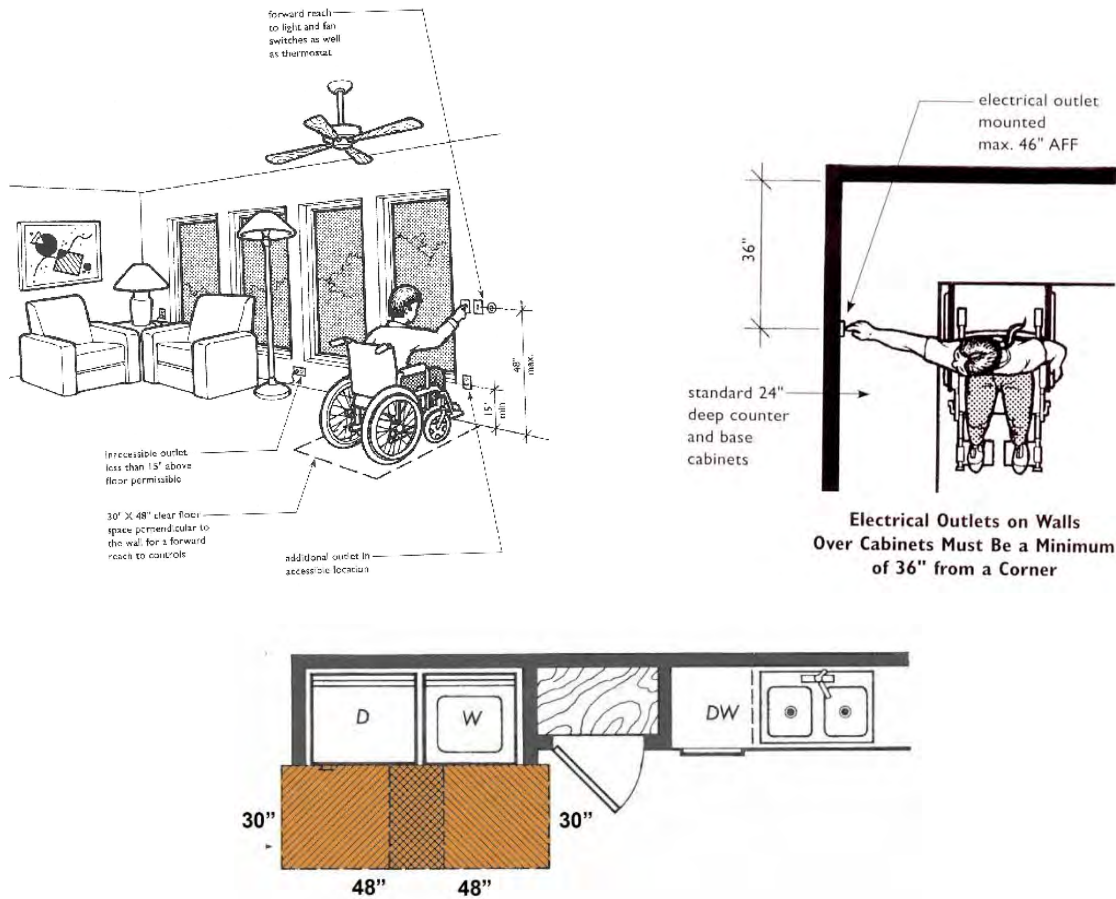 forward reach
to light and fan
switches as well
as thermostat
48"
max.
15"
min
inaccessible outlet
less than 15" above
floor permissible
30" X 48" clear floor
space perpendicular to
the wall for a forward
reach to controls
additional outlet in
accessible location
electrical outlet
mounted
max. 46" AFF
36"
standard 24"
deep counter
and base
cabinets
Electrical Outlets on Walls
Over Cabinets Must Be a Minimum
of 36" from a Corner
D
W
DW
30”
30”
48”
48”